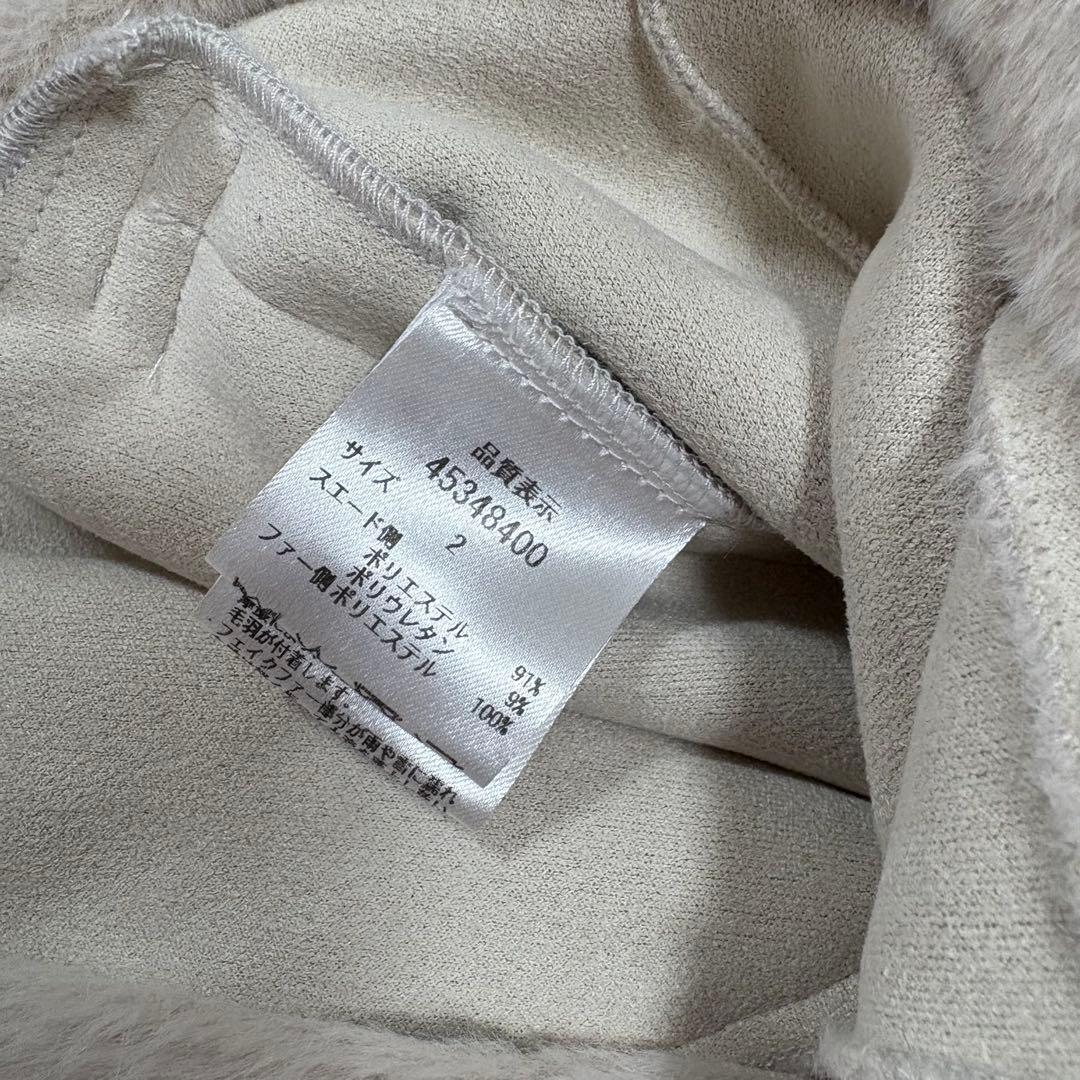 品質表示
45348400
サイズ 2
スエード側 ポリエステル 91%
ポリウレタン 9%
ファー側 ポリエステル 100%
毛羽が付着します。
フェイクファー部分が雨や雪に濡れ